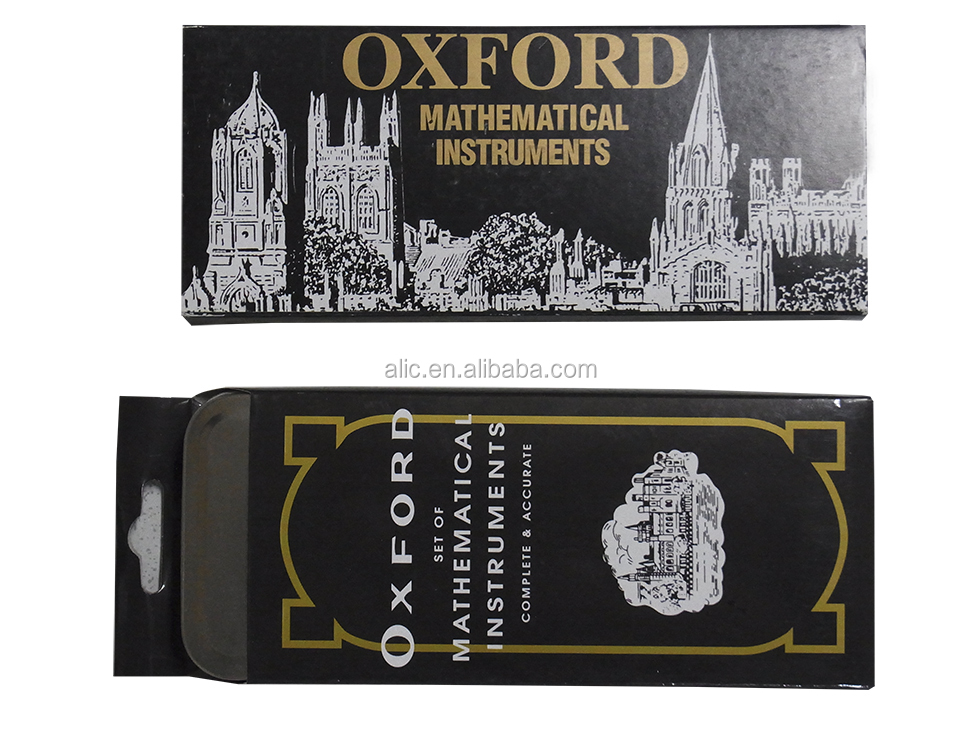 OXFORD
MATHEMATICAL
INSTRUMENTS
alic.en.alibaba.com
OXFORD
SET OF
MATHEMATICAL
INSTRUMENTS
COMPLETE & ACCURATE